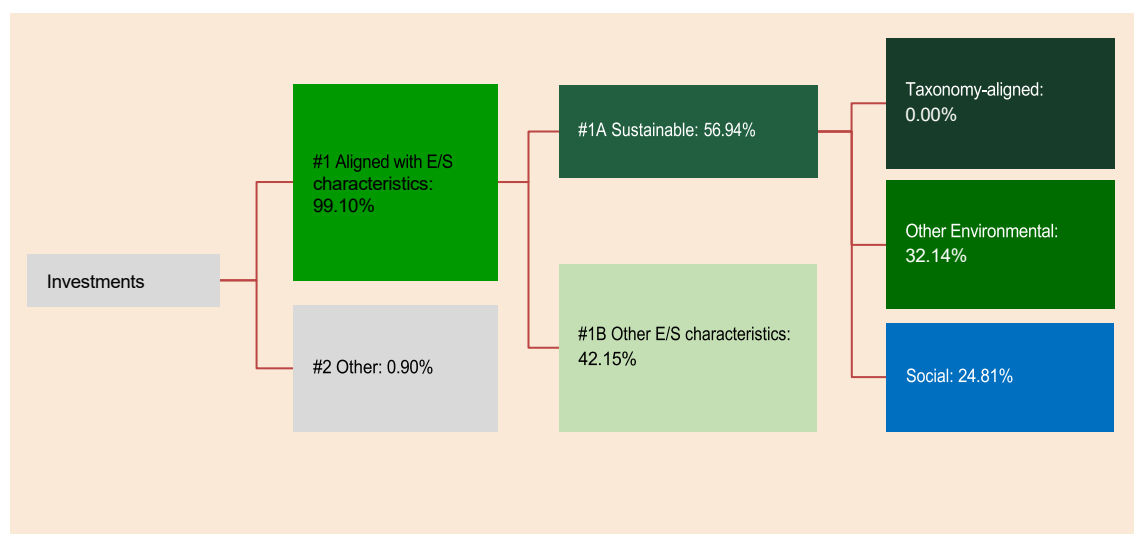 Investments
#1 Aligned with E/S
characteristics:
99.10%
#2 Other: 0.90%
#1A Sustainable: 56.94%
#1B Other E/S characteristics:
42.15%
Taxonomy-aligned:
0.00%
Other Environmental:
32.14%
Social: 24.81%